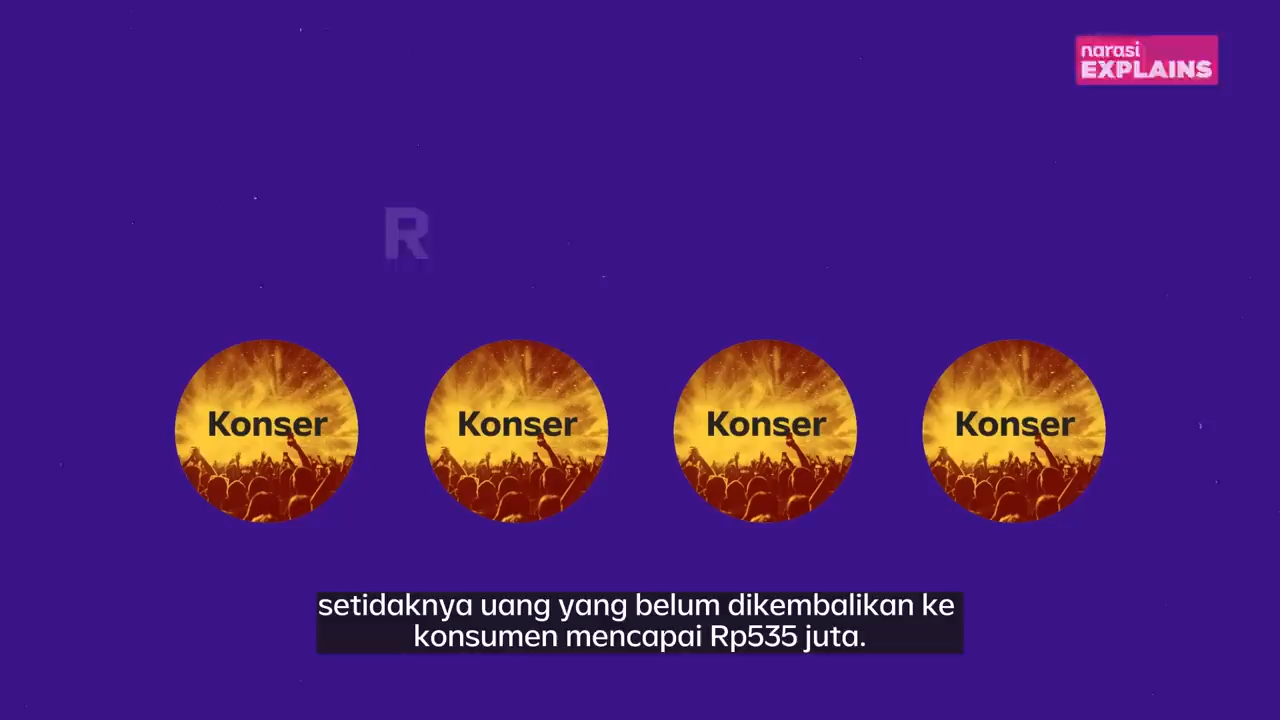 narasi
EXPLAINS
R
Konser
Konser
Konser
Konser
setidaknya uang yang belum dikembalikan ke
konsumen mencapai Rp535 juta.